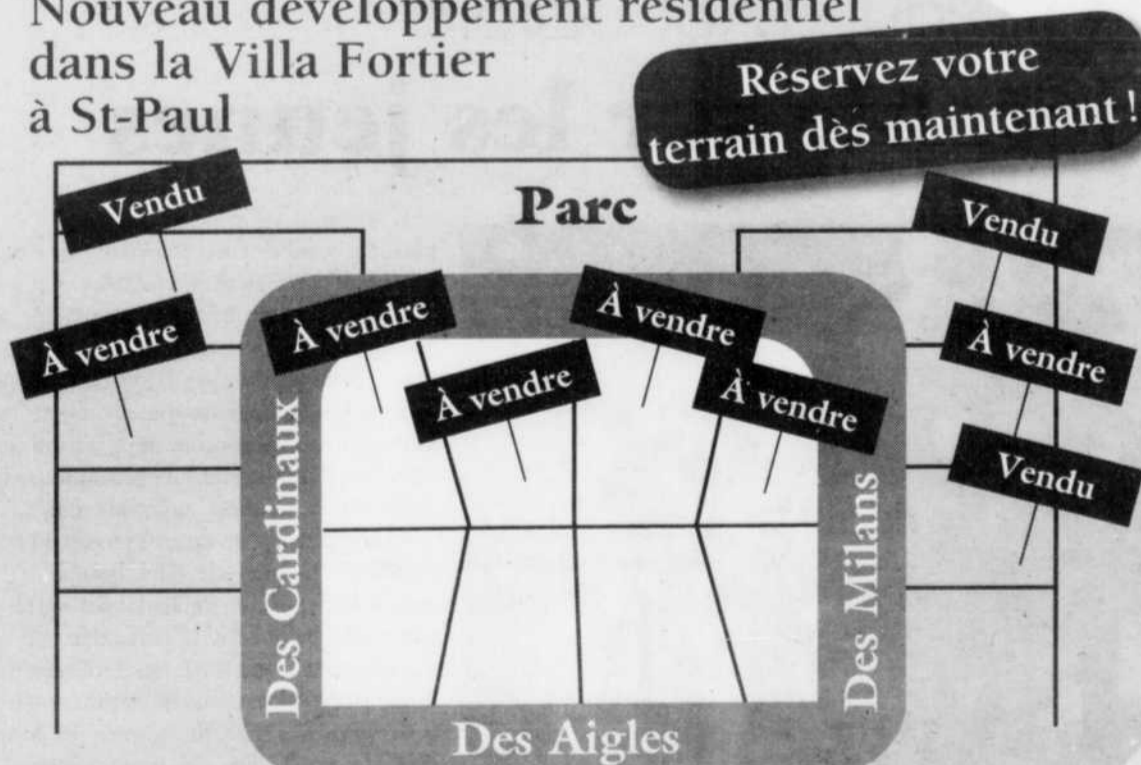 Nouveau développement résidentiel
dans la Villa Fortier
à St-Paul
Réservez votre
terrain dès maintenant !
Parc
Vendu
Vendu
À vendre
À vendre
À vendre
À vendre
À vendre
À vendre
Vendu
Des Cardinaux
Des Milans
Des Aigles